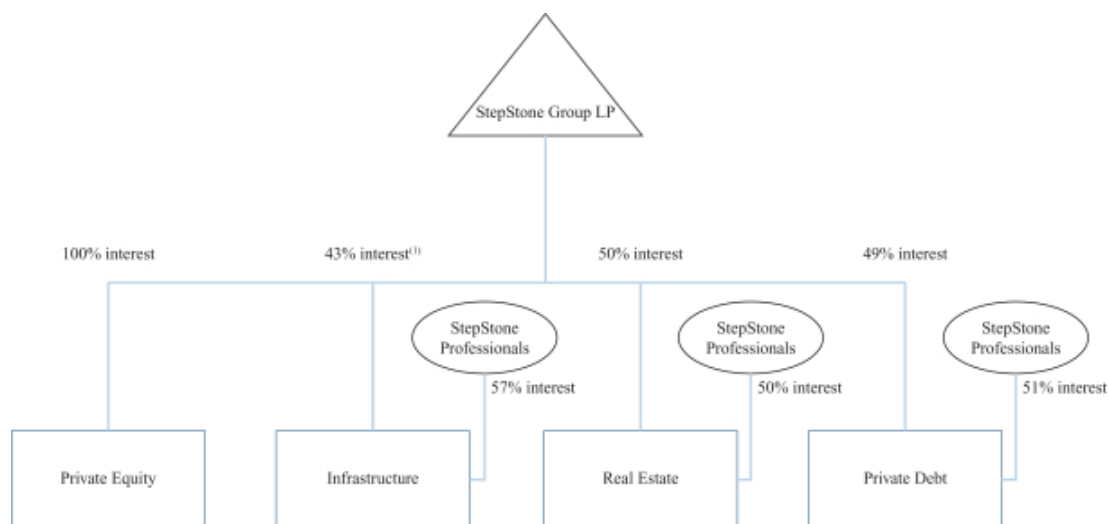 StepStone Group LP
100% interest
43% interest⁽¹⁾
50% interest
49% interest
StepStone
Professionals
StepStone
Professionals
StepStone
Professionals
57% interest
50% interest
51% interest
Private Equity
Infrastructure
Real Estate
Private Debt